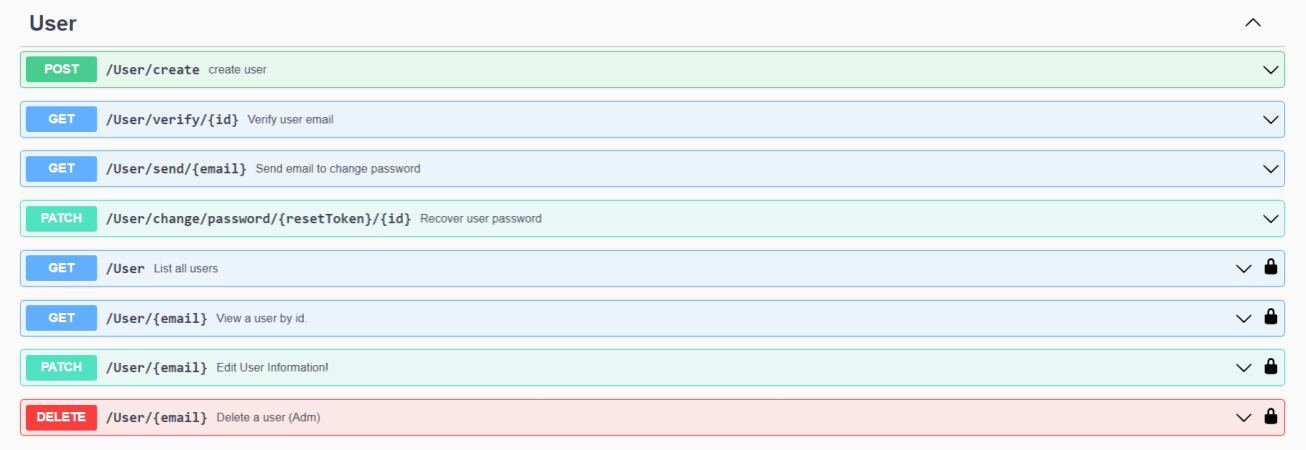 User
POST /User/create create user
GET /User/verify/{id} Verify user email
GET /User/send/{email} Send email to change password
PATCH /User/change/password/{resetToken}/{id} Recover user password
GET /User List all users
GET /User/{email} View a user by id.
PATCH /User/{email} Edit User Information!
DELETE /User/{email} Delete a user (Adm)